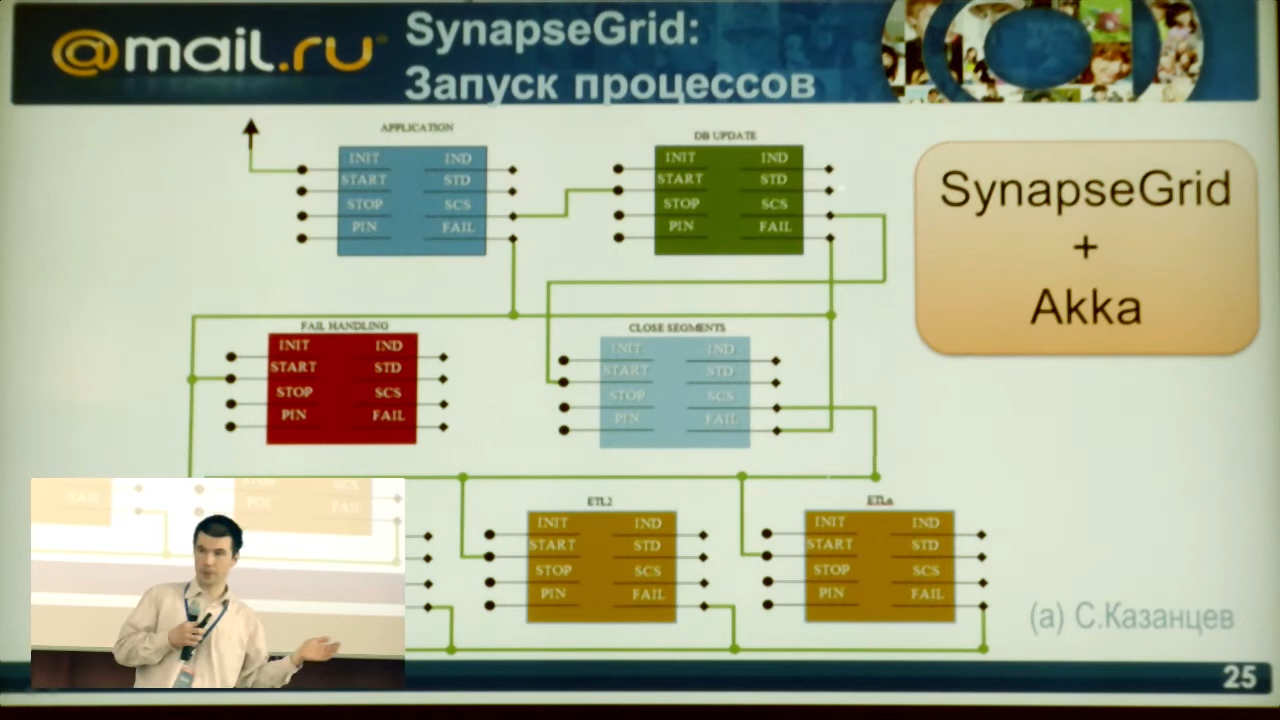 @mail.ru
SynapseGrid:
Запуск процессов
APPLICATION
INIT IND
START STD
STOP SCS
PIN FAIL
DB UPDATE
INIT IND
START STD
STOP SCS
PIN FAIL
SynapseGrid
+
Akka
FAIL HANDLING
INIT IND
START STD
STOP SCS
PIN FAIL
CLOSE SEGMENTS
INIT IND
START STD
STOP SCS
PIN FAIL
ETL2
INIT IND
START STD
STOP SCS
PIN FAIL
ETLn
INIT IND
START STD
STOP SCS
PIN FAIL
(а) С.Казанцев
25